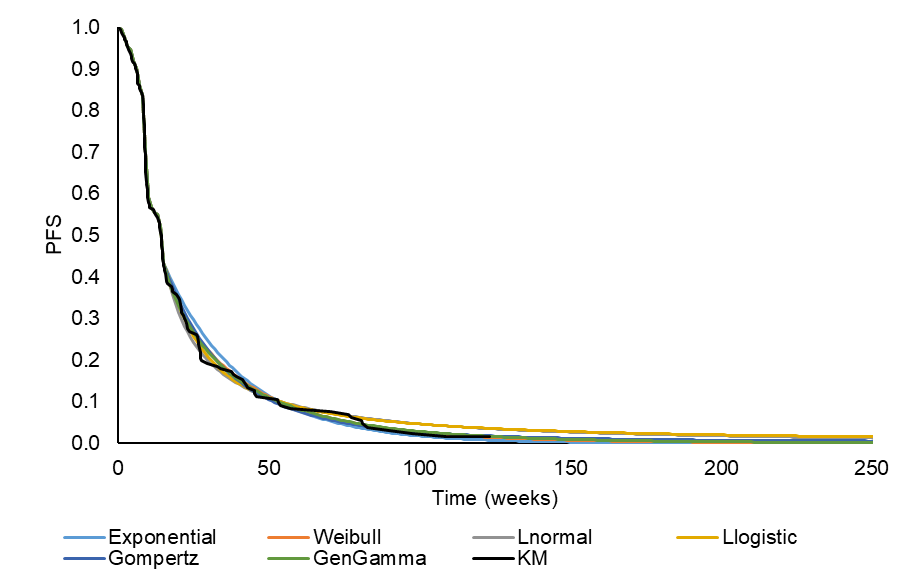 1.0
0.9
0.8
0.7
0.6
0.5
0.4
0.3
0.2
0.1
0.0
PFS
0 50 100 150 200 250
Time (weeks)
Exponential Weibull Lnormal Llogistic
Gompertz GenGamma KM